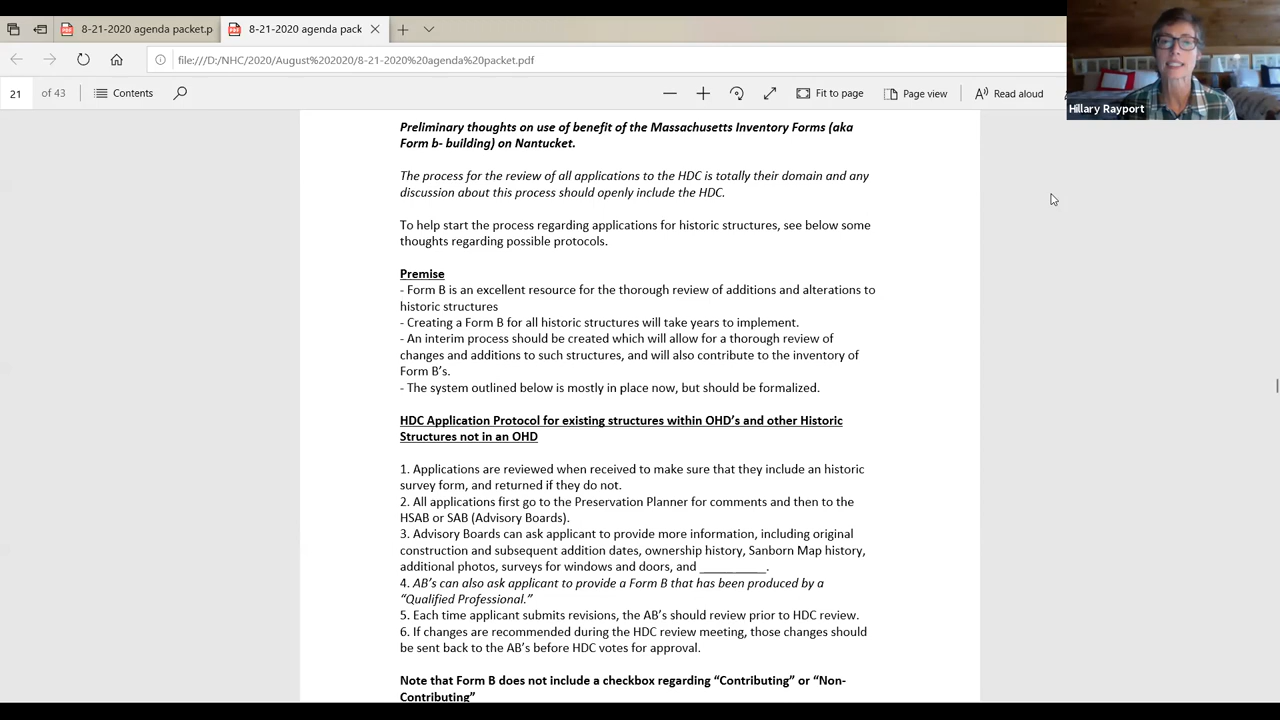 8-21-2020 agenda packet.p
8-21-2020 agenda pack
file:///D:/NHC/2020/August%202020/8-21-2020%20agenda%20packet.pdf
21 of 43
Contents
Fit to page
Page view
Read aloud
Hillary Rayport
Preliminary thoughts on use of benefit of the Massachusetts Inventory Forms (aka
Form b- building) on Nantucket.
The process for the review of all applications to the HDC is totally their domain and any
discussion about this process should openly include the HDC.
To help start the process regarding applications for historic structures, see below some
thoughts regarding possible protocols.
Premise
- Form B is an excellent resource for the thorough review of additions and alterations to
historic structures
- Creating a Form B for all historic structures will take years to implement.
- An interim process should be created which will allow for a thorough review of
changes and additions to such structures, and will also contribute to the inventory of
Form B’s.
- The system outlined below is mostly in place now, but should be formalized.
HDC Application Protocol for existing structures within OHD’s and other Historic
Structures not in an OHD
1. Applications are reviewed when received to make sure that they include an historic
survey form, and returned if they do not.
2. All applications first go to the Preservation Planner for comments and then to the
HSAB or SAB (Advisory Boards).
3. Advisory Boards can ask applicant to provide more information, including original
construction and subsequent addition dates, ownership history, Sanborn Map history,
additional photos, surveys for windows and doors, and __________.
4. AB’s can also ask applicant to provide a Form B that has been produced by a
“Qualified Professional.”
5. Each time applicant submits revisions, the AB’s should review prior to HDC review.
6. If changes are recommended during the HDC review meeting, those changes should
be sent back to the AB’s before HDC votes for approval.
Note that Form B does not include a checkbox regarding “Contributing” or “Non-
Contributing”